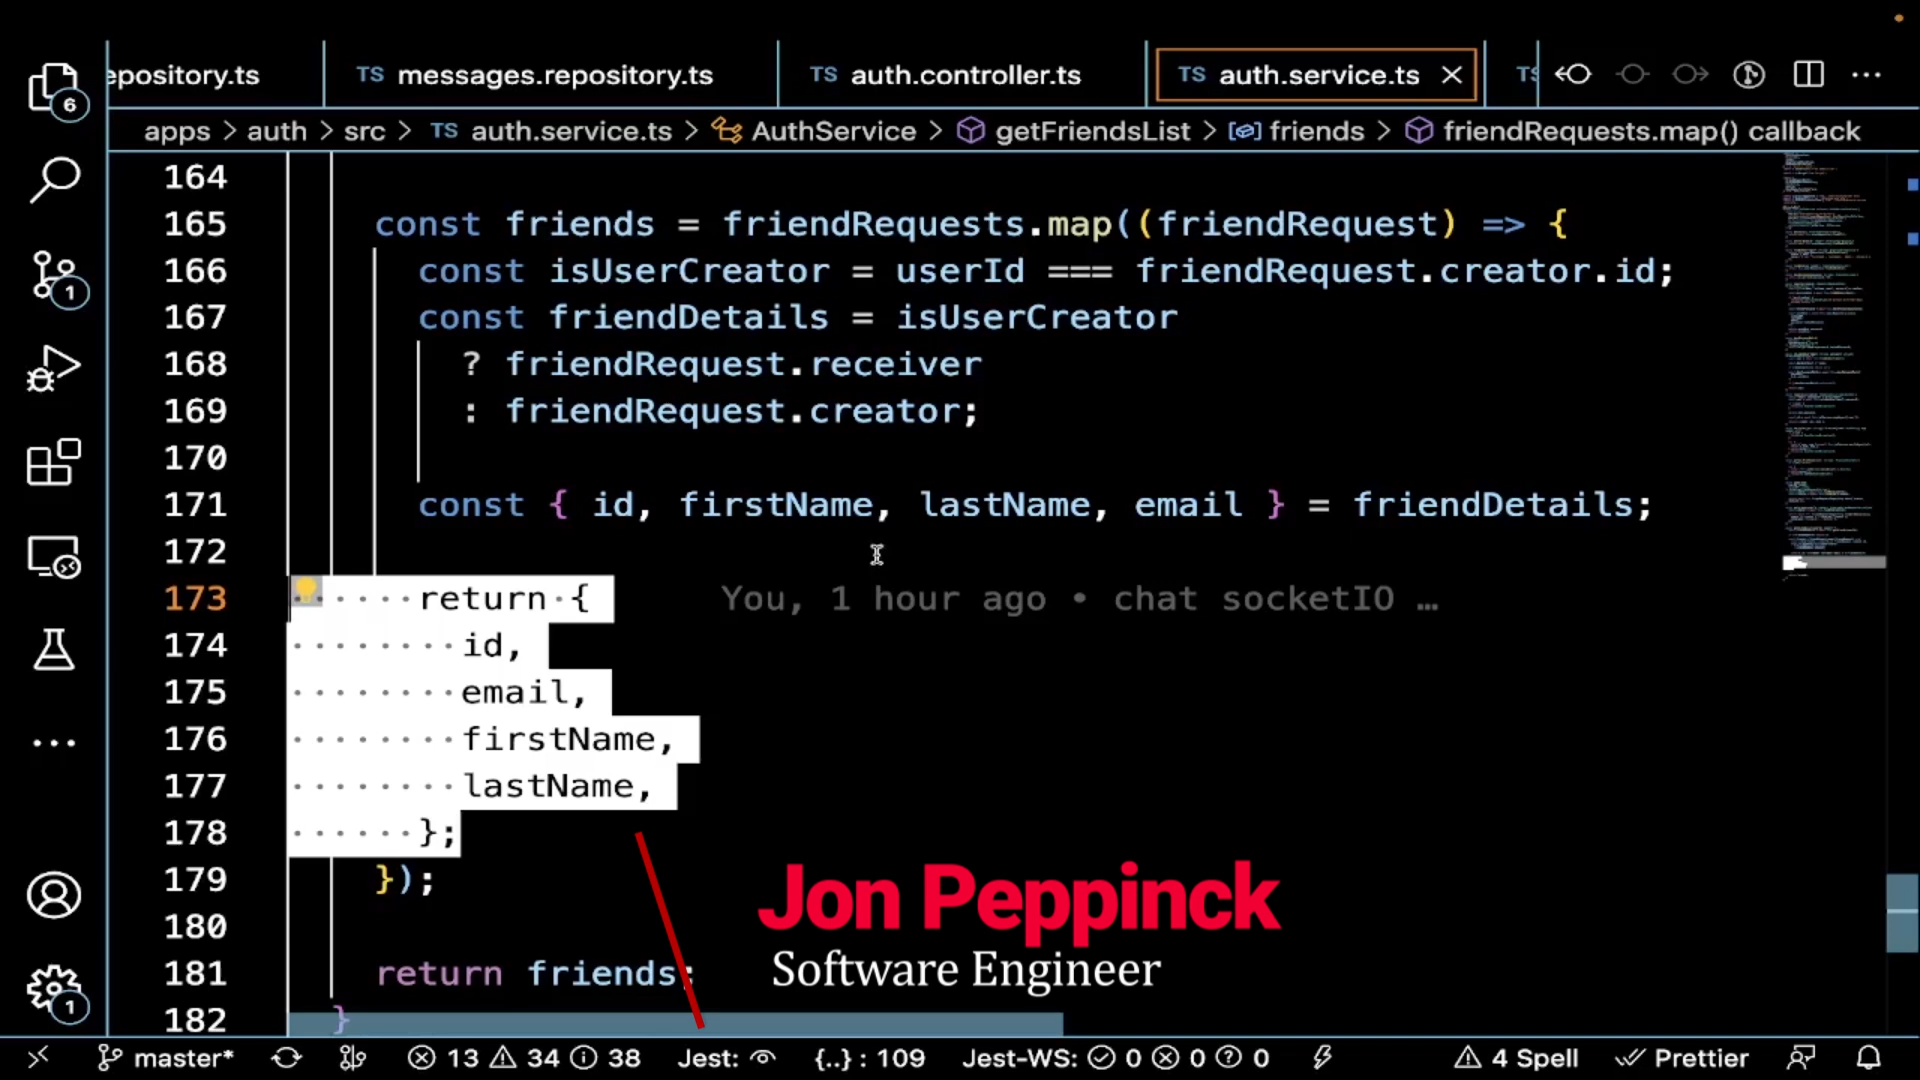 epository.ts
TS messages.repository.ts
TS auth.controller.ts
TS auth.service.ts
apps > auth > src > TS auth.service.ts > AuthService > getFriendsList > friends > friendRequests.map() callback
164
165 const friends = friendRequests.map((friendRequest) => {
166 const isUserCreator = userId === friendRequest.creator.id;
167 const friendDetails = isUserCreator
168 ? friendRequest.receiver
169 : friendRequest.creator;
170
171 const { id, firstName, lastName, email } = friendDetails;
172
173 return { You, 1 hour ago • chat socketIO …
174 id,
175 email,
176 firstName,
177 lastName,
178 };
179 });
180
181 return friends;
182 }
Jon Peppinck
Software Engineer
6
1
1
master* 13 34 38 Jest: {..} : 109 Jest-WS: 0 0 0 4 Spell Prettier